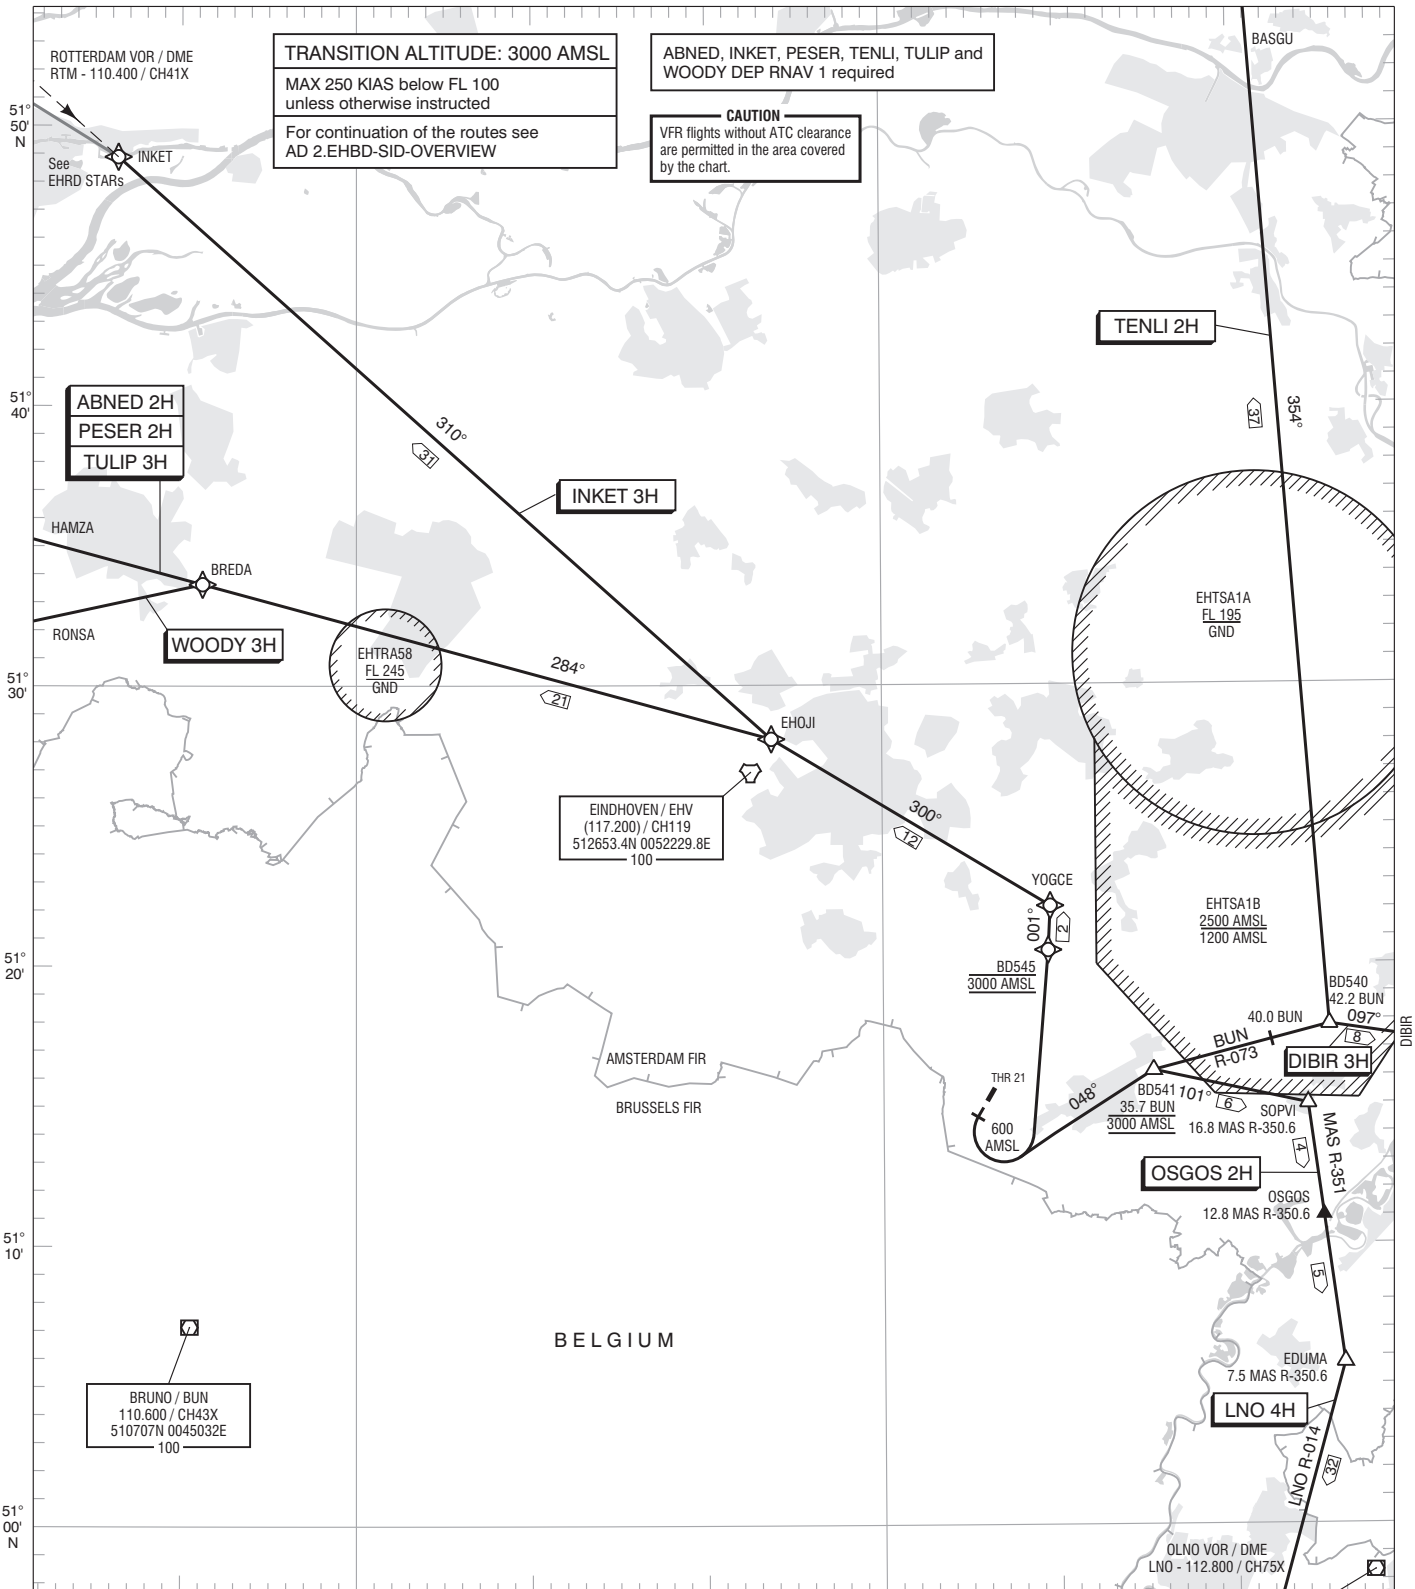 ROTTERDAM VOR / DME
RTM - 110.400 / CH41X
TRANSITION ALTITUDE: 3000 AMSL
MAX 250 KIAS below FL 100
unless otherwise instructed
For continuation of the routes see
AD 2.EHBD-SID-OVERVIEW
ABNED, INKET, PESER, TENLI, TULIP and
WOODY DEP RNAV 1 required
CAUTION
VFR flights without ATC clearance
are permitted in the area covered
by the chart.
BASGU
51°
50'
N
INKET
See
EHRD STARs
TENLI 2H
51°
40'
ABNED 2H
PESER 2H
TULIP 3H
310°
31
37
354°
INKET 3H
HAMZA
BREDA
RONSA
WOODY 3H
EHTRA58
FL 245
GND
EHTSA1A
FL 195
GND
284°
21
51°
30'
EHOJI
EINDHOVEN / EHV
(117.200) / CH119
512653.4N 0052229.8E
100
300°
12
YOGCE
001°
2
EHTSA1B
2500 AMSL
1200 AMSL
51°
20'
BD545
3000 AMSL
BD540
42.2 BUN
40.0 BUN
097°
8
DIBIR
BUN
R-073
DIBIR 3H
AMSTERDAM FIR
BRUSSELS FIR
THR 21
600
AMSL
048°
BD541
35.7 BUN
3000 AMSL
101°
6
SOPVI
16.8 MAS R-350.6
4
MAS R-351
OSGOS 2H
OSGOS
12.8 MAS R-350.6
51°
10'
5
BELGIUM
EDUMA
7.5 MAS R-350.6
BRUNO / BUN
110.600 / CH43X
510707N 0045032E
100
LNO 4H
LNO R-014
32
51°
00'
N
OLNO VOR / DME
LNO - 112.800 / CH75X